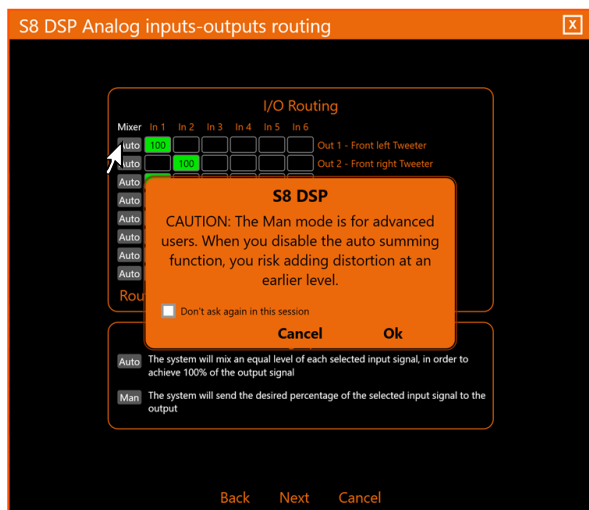 S8 DSP Analog inputs-outputs routing X
I/O Routing
Mixer In 1 In 2 In 3 In 4 In 5 In 6
100 Out 1 - Front left Tweeter
Auto 100 Out 2 - Front right Tweeter
Auto
Auto
Auto
Auto
Auto
Auto
S8 DSP
CAUTION: The Man mode is for advanced
users. When you disable the auto summing
function, you risk adding distortion at an
earlier level.
Don't ask again in this session
Cancel Ok
Auto The system will mix an equal level of each selected input signal, in order to
achieve 100% of the output signal
Man The system will send the desired percentage of the selected input signal to the
output
Back Next Cancel